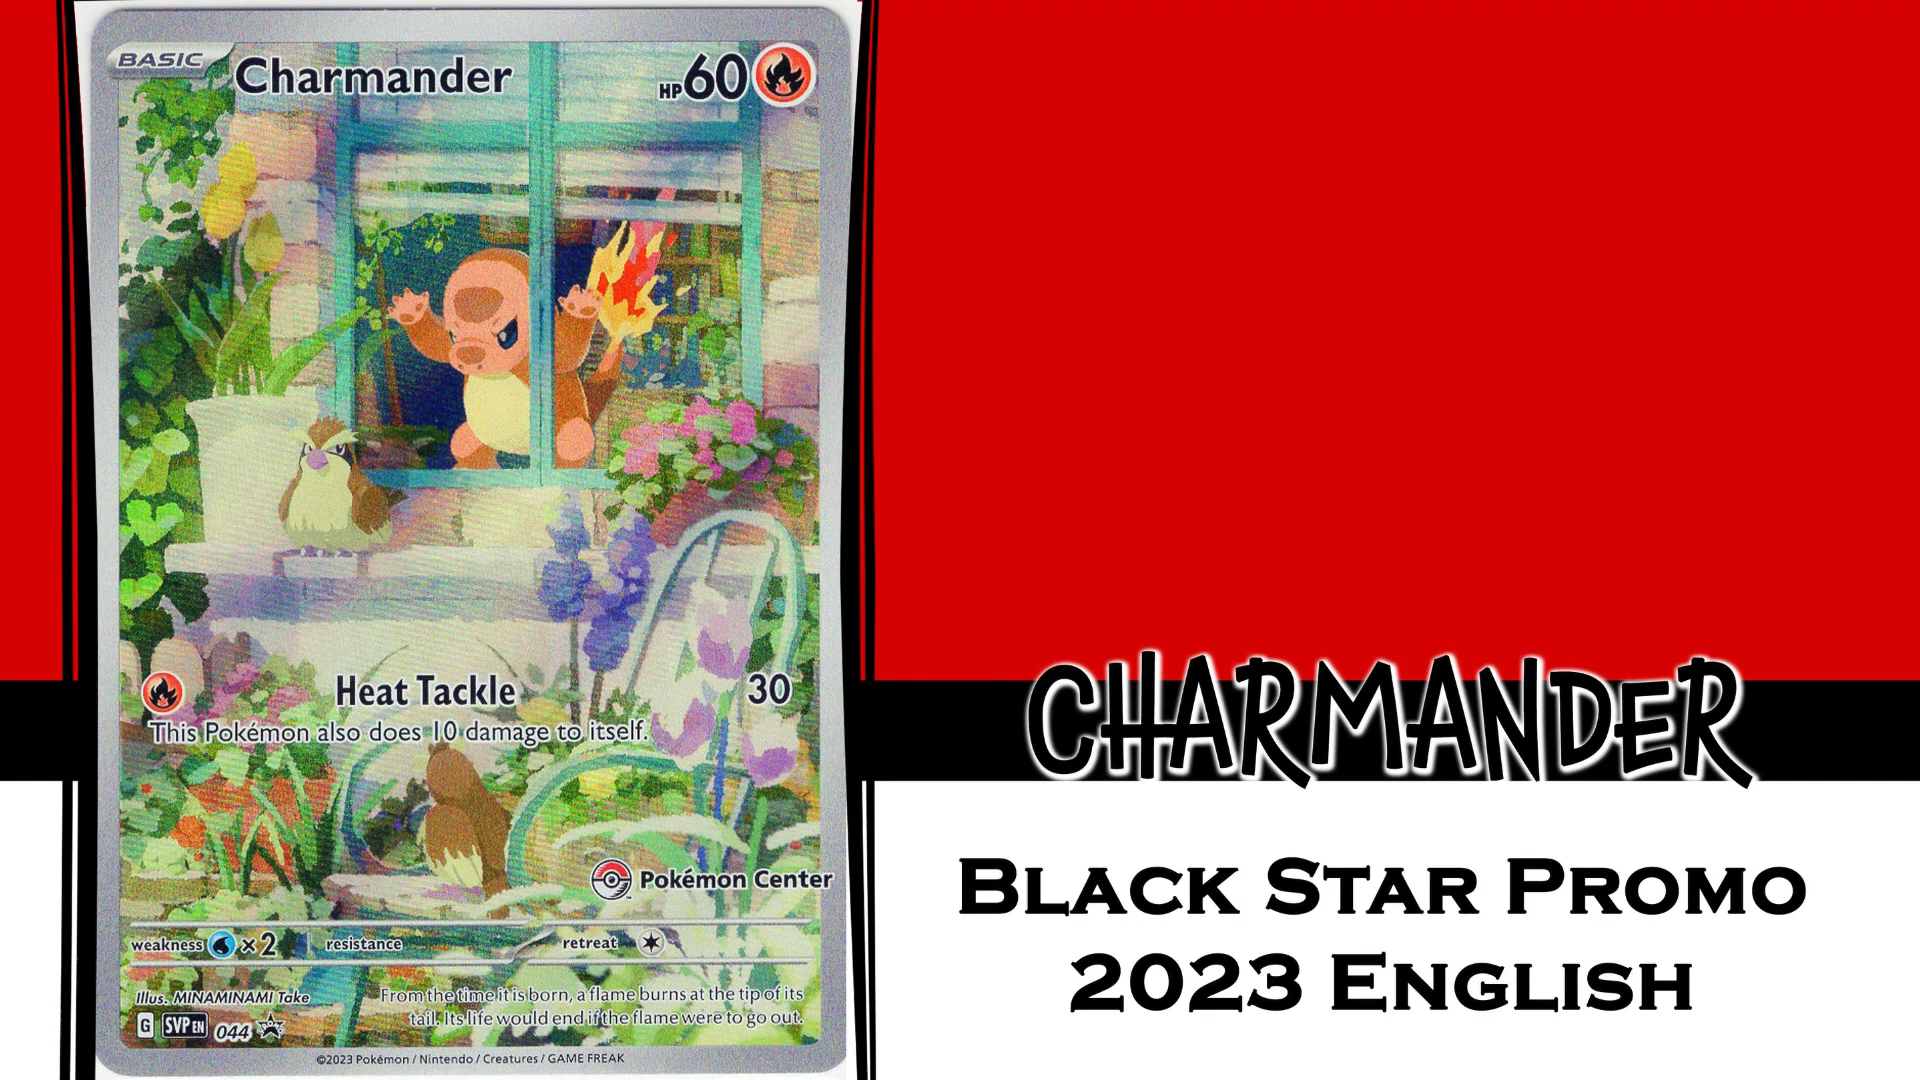 BASIC
Charmander
HP60
Heat Tackle 30
This Pokémon also does 10 damage to itself.
Pokémon Center
weakness ×2 resistance retreat
Illus. MINAMINAMI Take
From the time it is born, a flame burns at the tip of its
tail. Its life would end if the flame were to go out.
G SVP EN 044
©2023 Pokémon / Nintendo / Creatures / GAME FREAK
CHARMANDER
BLACK STAR PROMO
2023 ENGLISH